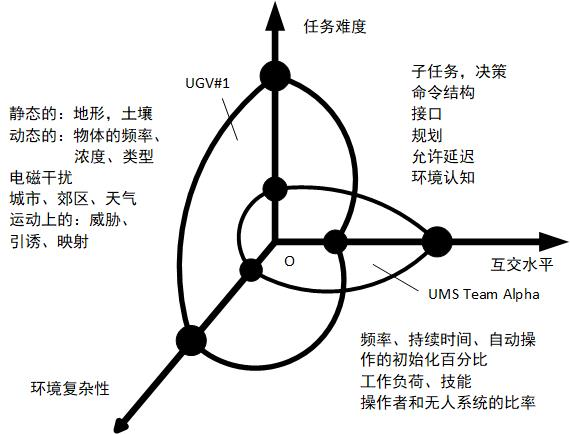 任务难度
UGV#1
子任务，决策
命令结构
接口
规划
允许延迟
环境认知
静态的：地形，土壤
动态的：物体的频率、
浓度、类型
电磁干扰
城市、郊区、天气
运动上的：威胁、
引诱、映射
O
互交水平
UMS Team Alpha
频率、持续时间、自动操
作的初始化百分比
工作负荷、技能
操作者和无人系统的比率
环境复杂性